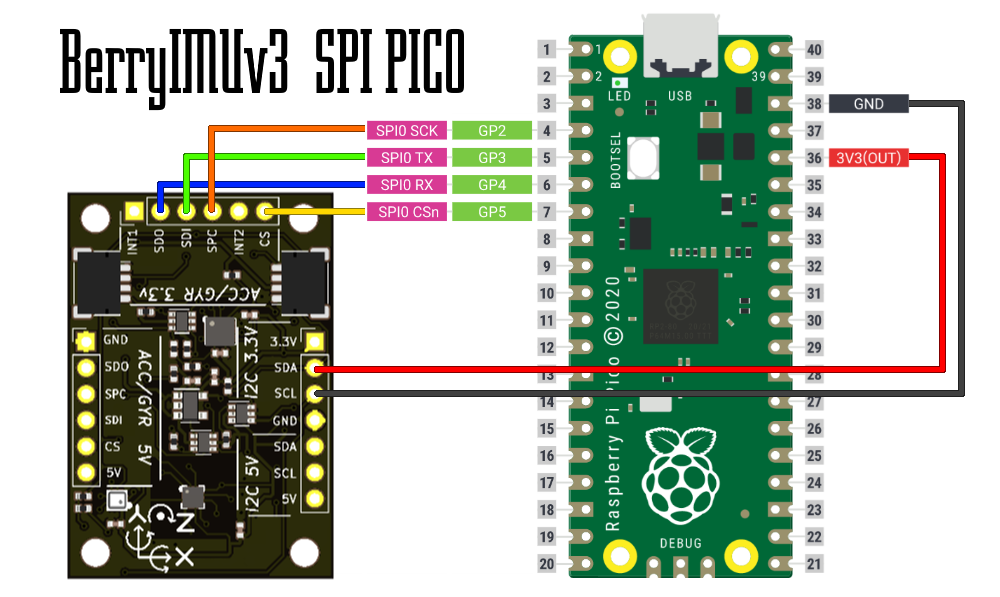 BerryIMUv3 SPI PICO
SPI0 SCK GP2
SPI0 TX GP3
SPI0 RX GP4
SPI0 CSn GP5
1
2
3
4
5
6
7
8
9
10
11
12
13
14
15
16
17
18
19
20
1
2
LED
USB
39
BOOTSEL
Raspberry Pi Pico © 2020
DEBUG
40
39
38 GND
37
36 3V3(OUT)
35
34
33
32
31
30
29
28
27
26
25
24
23
22
21
INT1
SDO
SDI
SPC
INT2
CS
ACC/GYR 3.3v
GND
SDO
SPC
SDI
CS
5V
ACC/GYR 5V
I2C 3.3V
I2C 5V
3.3V
SDA
SCL
GND
SDA
SCL
5V
Y
Z
X